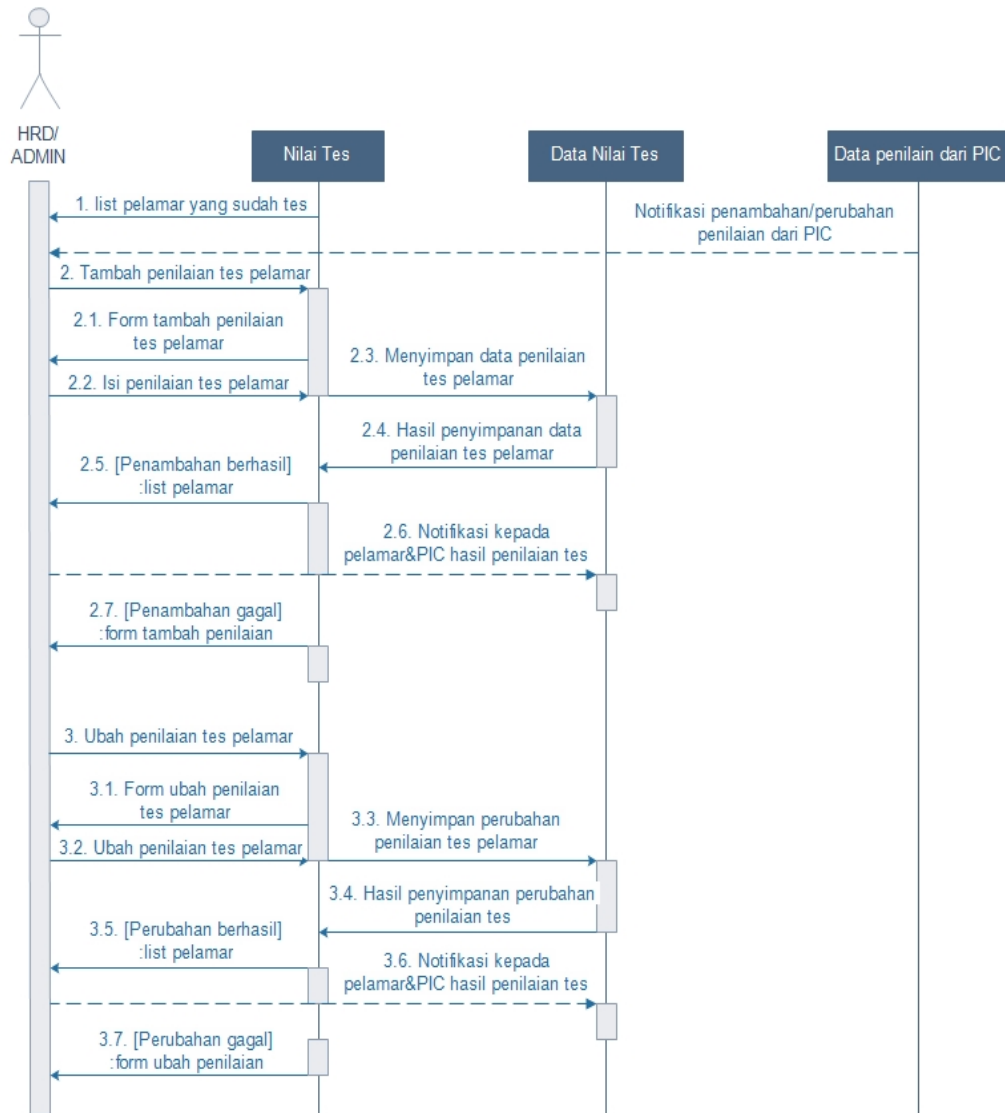 HRD/
ADMIN
Nilai Tes
Data Nilai Tes
Data penilain dari PIC
1. list pelamar yang sudah tes
Notifikasi penambahan/perubahan
penilaian dari PIC
2. Tambah penilaian tes pelamar
2.1. Form tambah penilaian
tes pelamar
2.2. Isi penilaian tes pelamar
2.3. Menyimpan data penilaian
tes pelamar
2.4. Hasil penyimpanan data
penilaian tes pelamar
2.5. [Penambahan berhasil]
:list pelamar
2.6. Notifikasi kepada
pelamar&PIC hasil penilaian tes
2.7. [Penambahan gagal]
:form tambah penilaian
3. Ubah penilaian tes pelamar
3.1. Form ubah penilaian
tes pelamar
3.2. Ubah penilaian tes pelamar
3.3. Menyimpan perubahan
penilaian tes pelamar
3.4. Hasil penyimpanan perubahan
penilaian tes
3.5. [Perubahan berhasil]
:list pelamar
3.6. Notifikasi kepada
pelamar&PIC hasil penilaian tes
3.7. [Perubahan gagal]
:form ubah penilaian